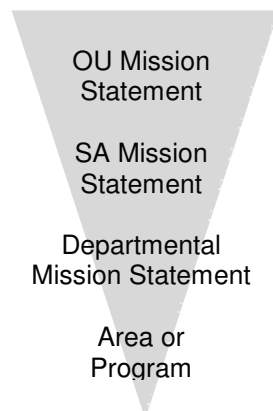 OU Mission
Statement
SA Mission
Statement
Departmental
Mission Statement
Area or
Program